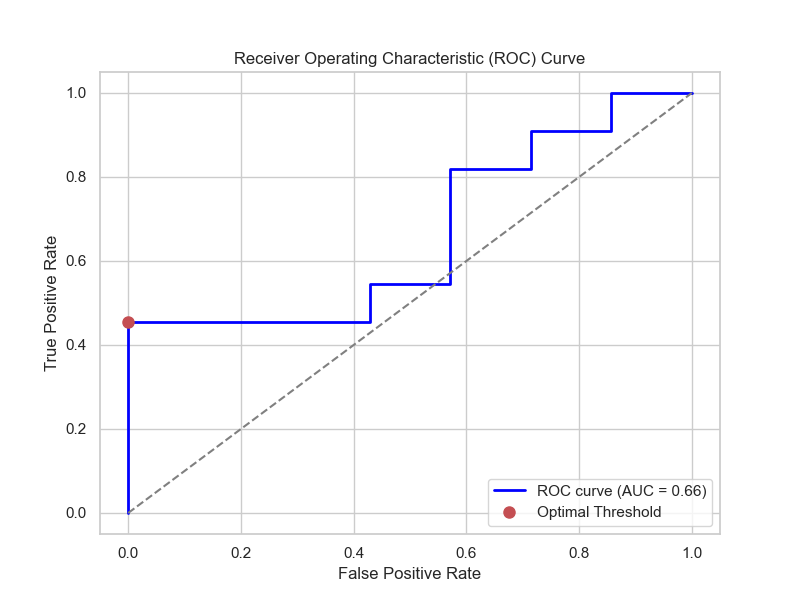 Receiver Operating Characteristic (ROC) Curve
1.0
0.8
0.6
0.4
0.2
0.0
True Positive Rate
0.0 0.2 0.4 0.6 0.8 1.0
False Positive Rate
ROC curve (AUC = 0.66)
Optimal Threshold